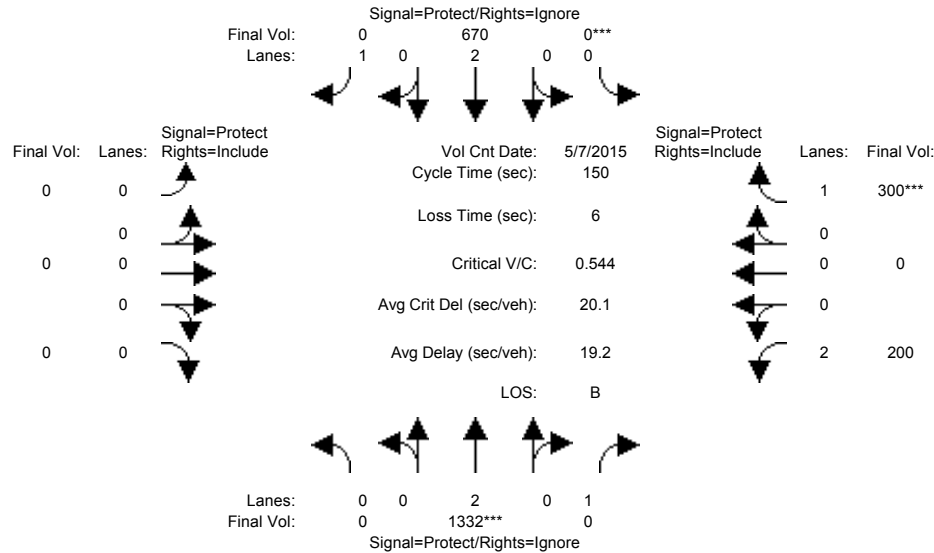 Signal=Protect/Rights=Ignore
Final Vol: 0 670 0***
Lanes: 1 0 2 0 0
Signal=Protect Signal=Protect
Final Vol: Lanes: Rights=Include Vol Cnt Date: 5/7/2015 Rights=Include Lanes: Final Vol:
Cycle Time (sec): 150
0 0 1 300***
Loss Time (sec): 6
0 0
0 0 Critical V/C: 0.544 0 0
0 Avg Crit Del (sec/veh): 20.1 0
0 0 Avg Delay (sec/veh): 19.2 2 200
LOS: B
Lanes: 0 0 2 0 1
Final Vol: 0 1332*** 0
Signal=Protect/Rights=Ignore